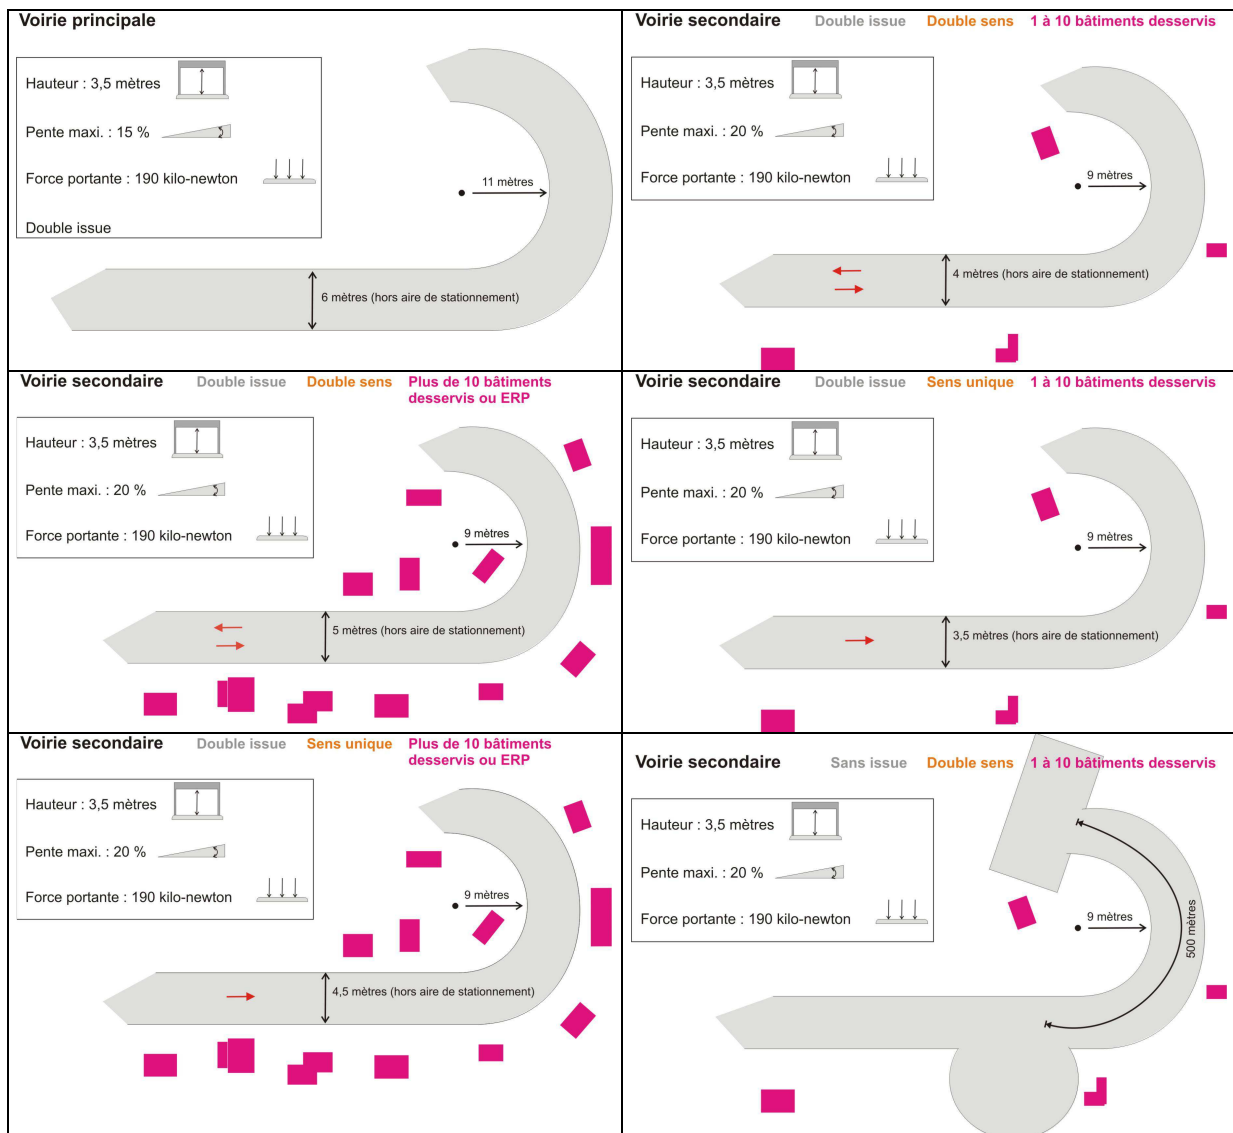 Voirie principale
Hauteur : 3,5 mètres
Pente maxi. : 15 %
Force portante : 190 kilo-newton
Double issue
11 mètres
6 mètres (hors aire de stationnement)
Voirie secondaire Double issue Double sens 1 à 10 bâtiments desservis
Hauteur : 3,5 mètres
Pente maxi. : 20 %
Force portante : 190 kilo-newton
9 mètres
4 mètres (hors aire de stationnement)
Voirie secondaire Double issue Double sens Plus de 10 bâtiments
desservis ou ERP
Hauteur : 3,5 mètres
Pente maxi. : 20 %
Force portante : 190 kilo-newton
9 mètres
5 mètres (hors aire de stationnement)
Voirie secondaire Double issue Sens unique 1 à 10 bâtiments desservis
Hauteur : 3,5 mètres
Pente maxi. : 20 %
Force portante : 190 kilo-newton
9 mètres
3,5 mètres (hors aire de stationnement)
Voirie secondaire Double issue Sens unique Plus de 10 bâtiments
desservis ou ERP
Hauteur : 3,5 mètres
Pente maxi. : 20 %
Force portante : 190 kilo-newton
9 mètres
4,5 mètres (hors aire de stationnement)
Voirie secondaire Sans issue Double sens 1 à 10 bâtiments desservis
Hauteur : 3,5 mètres
Pente maxi. : 20 %
Force portante : 190 kilo-newton
9 mètres
500 mètres